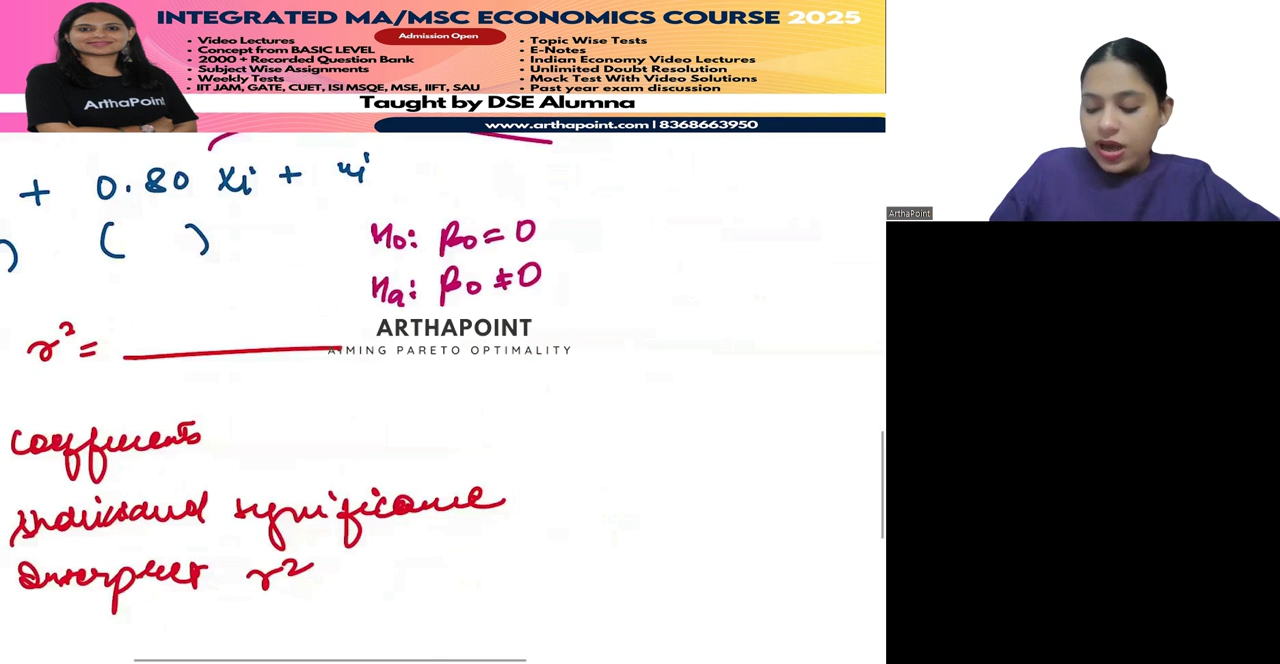 INTEGRATED MA/MSC ECONOMICS COURSE 2025
Admission Open
• Video Lectures
• Concept from BASIC LEVEL
• 2000 + Recorded Question Bank
• Subject Wise Assignments
• Weekly Tests
• IIT JAM, GATE, CUET, ISI MSQE, MSE, IIFT, SAU
• Topic Wise Tests
• E-Notes
• Indian Economy Video Lectures
• Unlimited Doubt Resolution
• Mock Test With Video Solutions
• Past year exam discussion
ArthaPoint
Taught by DSE Alumna
www.arthapoint.com | 8368663950
+ 0.80 Xi + ui
) ( )
H0: β0 = 0
Ha: β0 ≠ 0
ARTHAPOINT
AIMING PARETO OPTIMALITY
r² =
coefficients
individual significance
Interpret r²
ArthaPoint